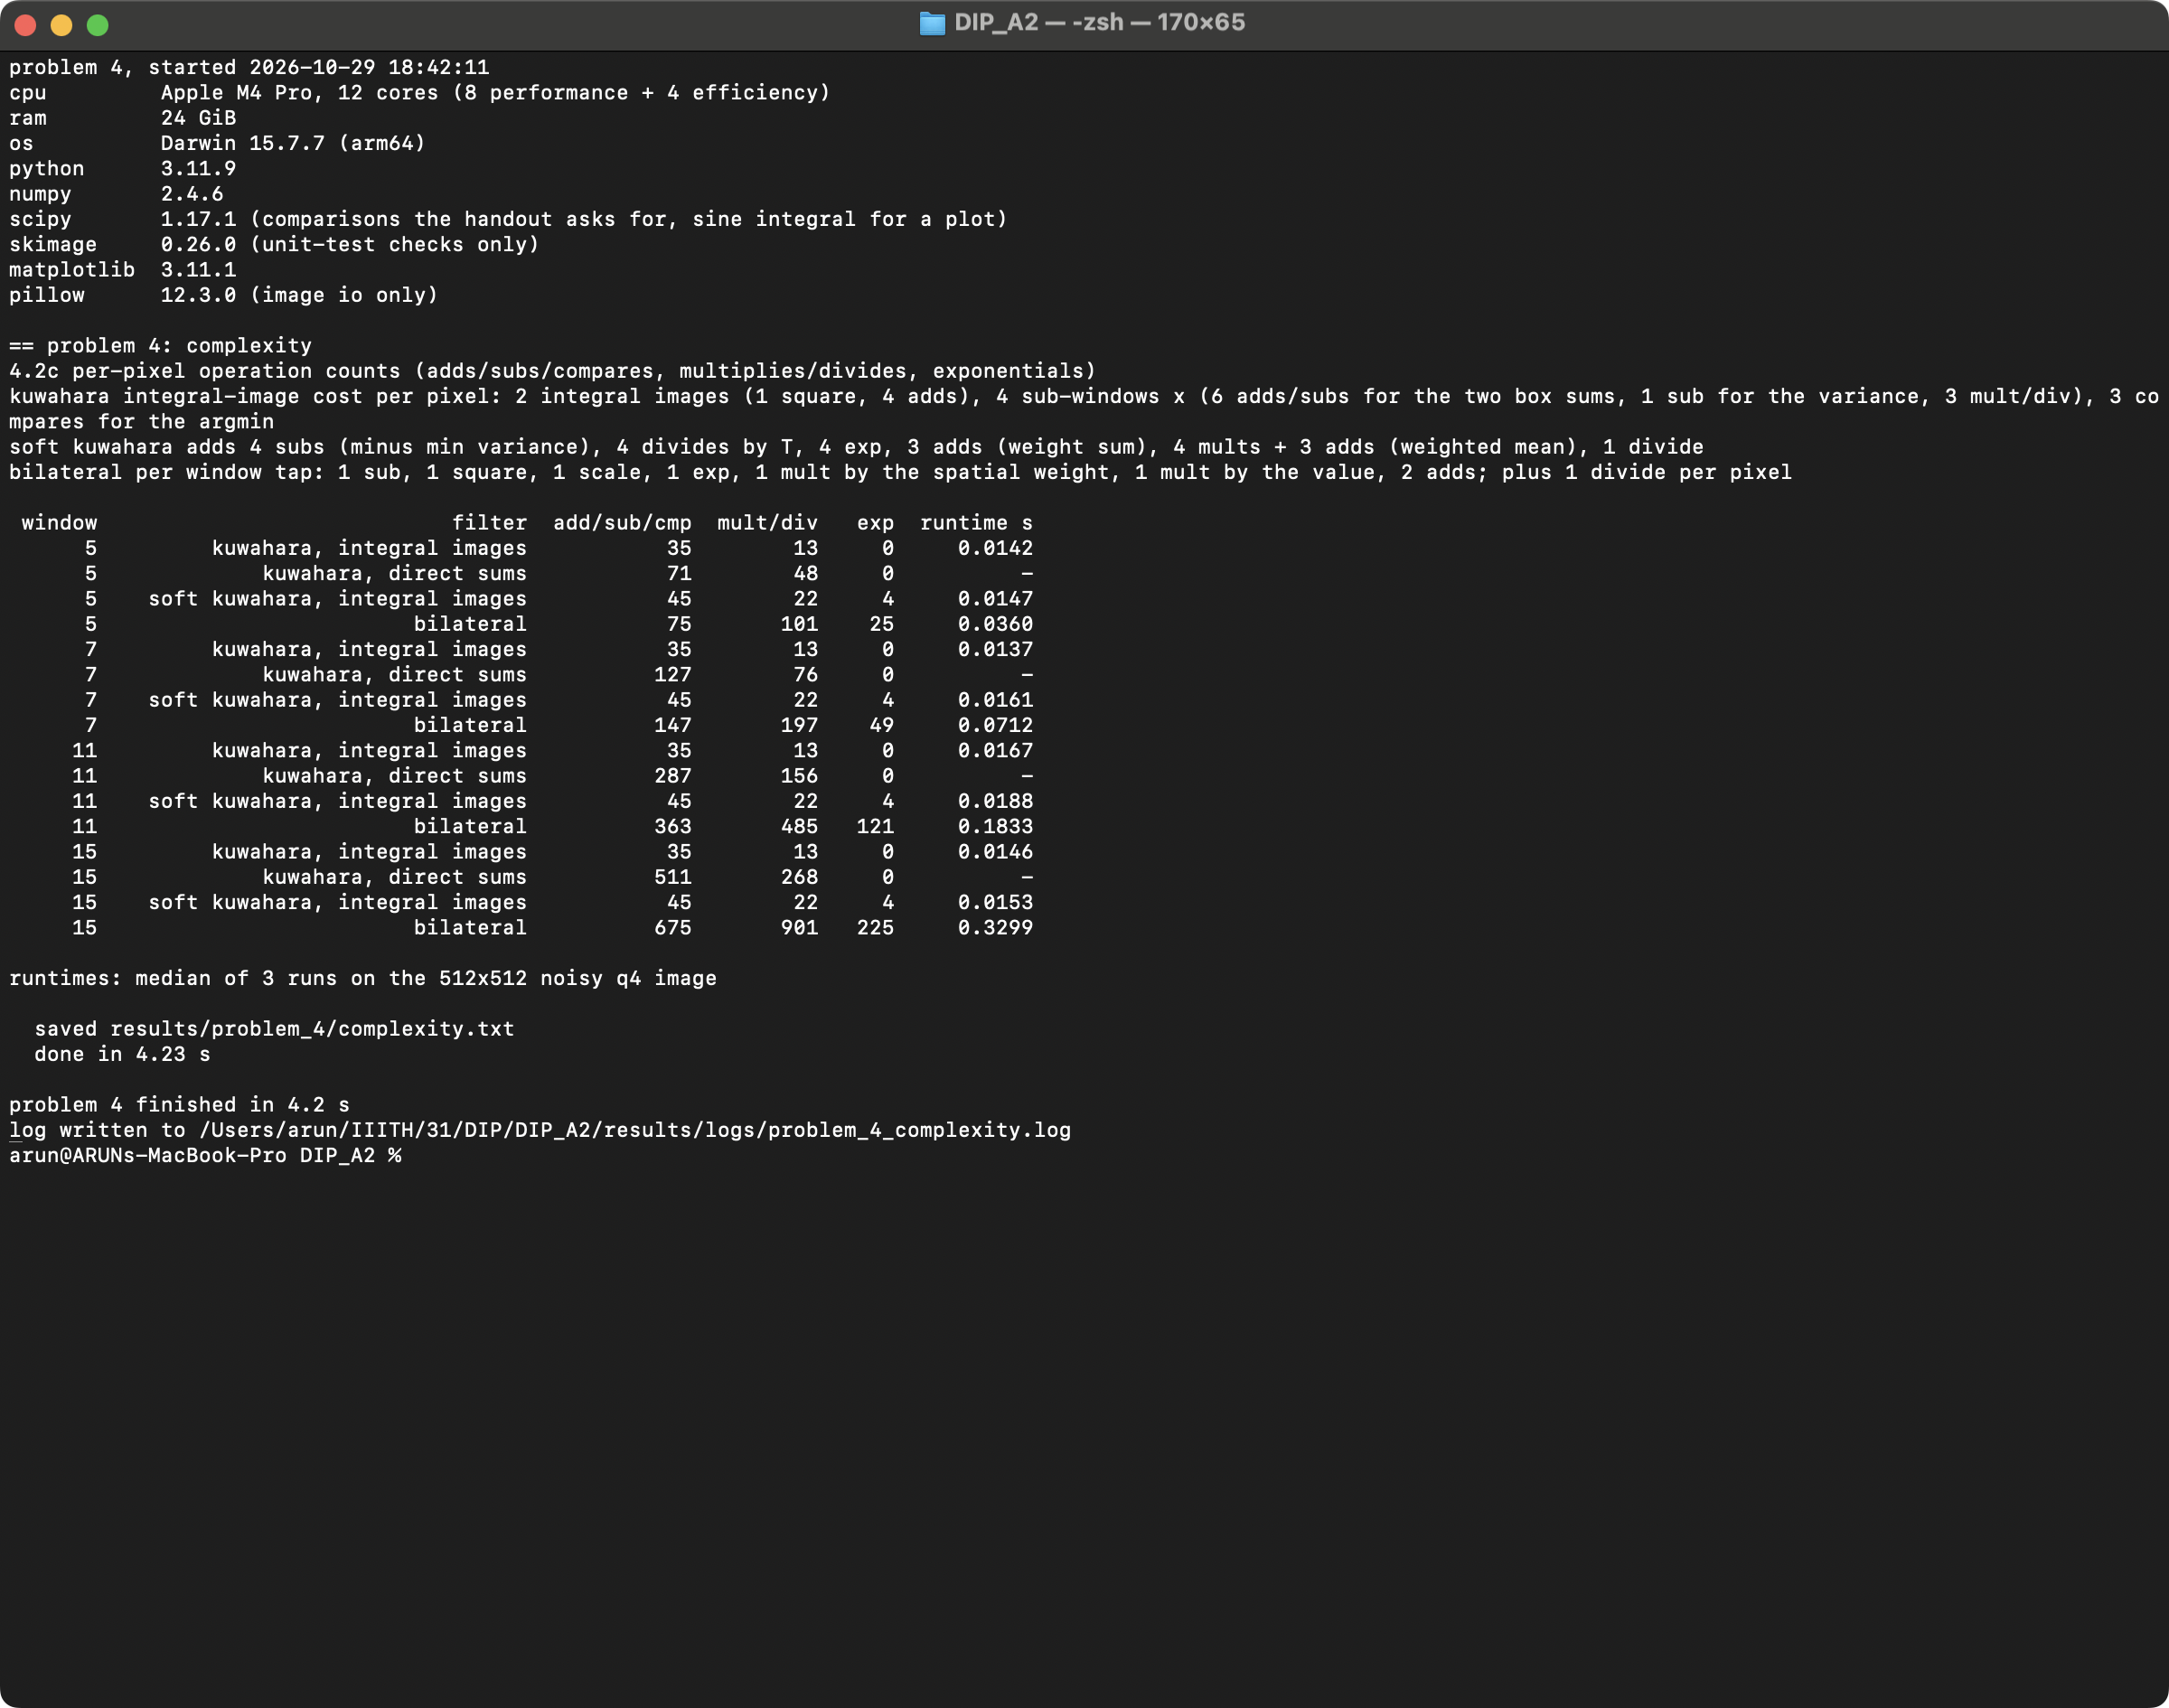 DIP_A2 — -zsh — 170×65
problem 4, started 2026-10-29 18:42:11
cpu         Apple M4 Pro, 12 cores (8 performance + 4 efficiency)
ram         24 GiB
os          Darwin 15.7.7 (arm64)
python      3.11.9
numpy       2.4.6
scipy       1.17.1 (comparisons the handout asks for, sine integral for a plot)
skimage     0.26.0 (unit-test checks only)
matplotlib  3.11.1
pillow      12.3.0 (image io only)

== problem 4: complexity
4.2c per-pixel operation counts (adds/subs/compares, multiplies/divides, exponentials)
kuwahara integral-image cost per pixel: 2 integral images (1 square, 4 adds), 4 sub-windows x (6 adds/subs for the two box sums, 1 sub for the variance, 3 mult/div), 3 co
mpares for the argmin
soft kuwahara adds 4 subs (minus min variance), 4 divides by T, 4 exp, 3 adds (weight sum), 4 mults + 3 adds (weighted mean), 1 divide
bilateral per window tap: 1 sub, 1 square, 1 scale, 1 exp, 1 mult by the spatial weight, 1 mult by the value, 2 adds; plus 1 divide per pixel

 window                            filter  add/sub/cmp  mult/div   exp  runtime s
      5         kuwahara, integral images           35        13     0     0.0142
      5             kuwahara, direct sums           71        48     0          -
      5    soft kuwahara, integral images           45        22     4     0.0147
      5                         bilateral           75       101    25     0.0360
      7         kuwahara, integral images           35        13     0     0.0137
      7             kuwahara, direct sums          127        76     0          -
      7    soft kuwahara, integral images           45        22     4     0.0161
      7                         bilateral          147       197    49     0.0712
     11         kuwahara, integral images           35        13     0     0.0167
     11             kuwahara, direct sums          287       156     0          -
     11    soft kuwahara, integral images           45        22     4     0.0188
     11                         bilateral          363       485   121     0.1833
     15         kuwahara, integral images           35        13     0     0.0146
     15             kuwahara, direct sums          511       268     0          -
     15    soft kuwahara, integral images           45        22     4     0.0153
     15                         bilateral          675       901   225     0.3299

runtimes: median of 3 runs on the 512x512 noisy q4 image

  saved results/problem_4/complexity.txt
  done in 4.23 s

problem 4 finished in 4.2 s
log written to /Users/arun/IIITH/31/DIP/DIP_A2/results/logs/problem_4_complexity.log
arun@ARUNs-MacBook-Pro DIP_A2 %